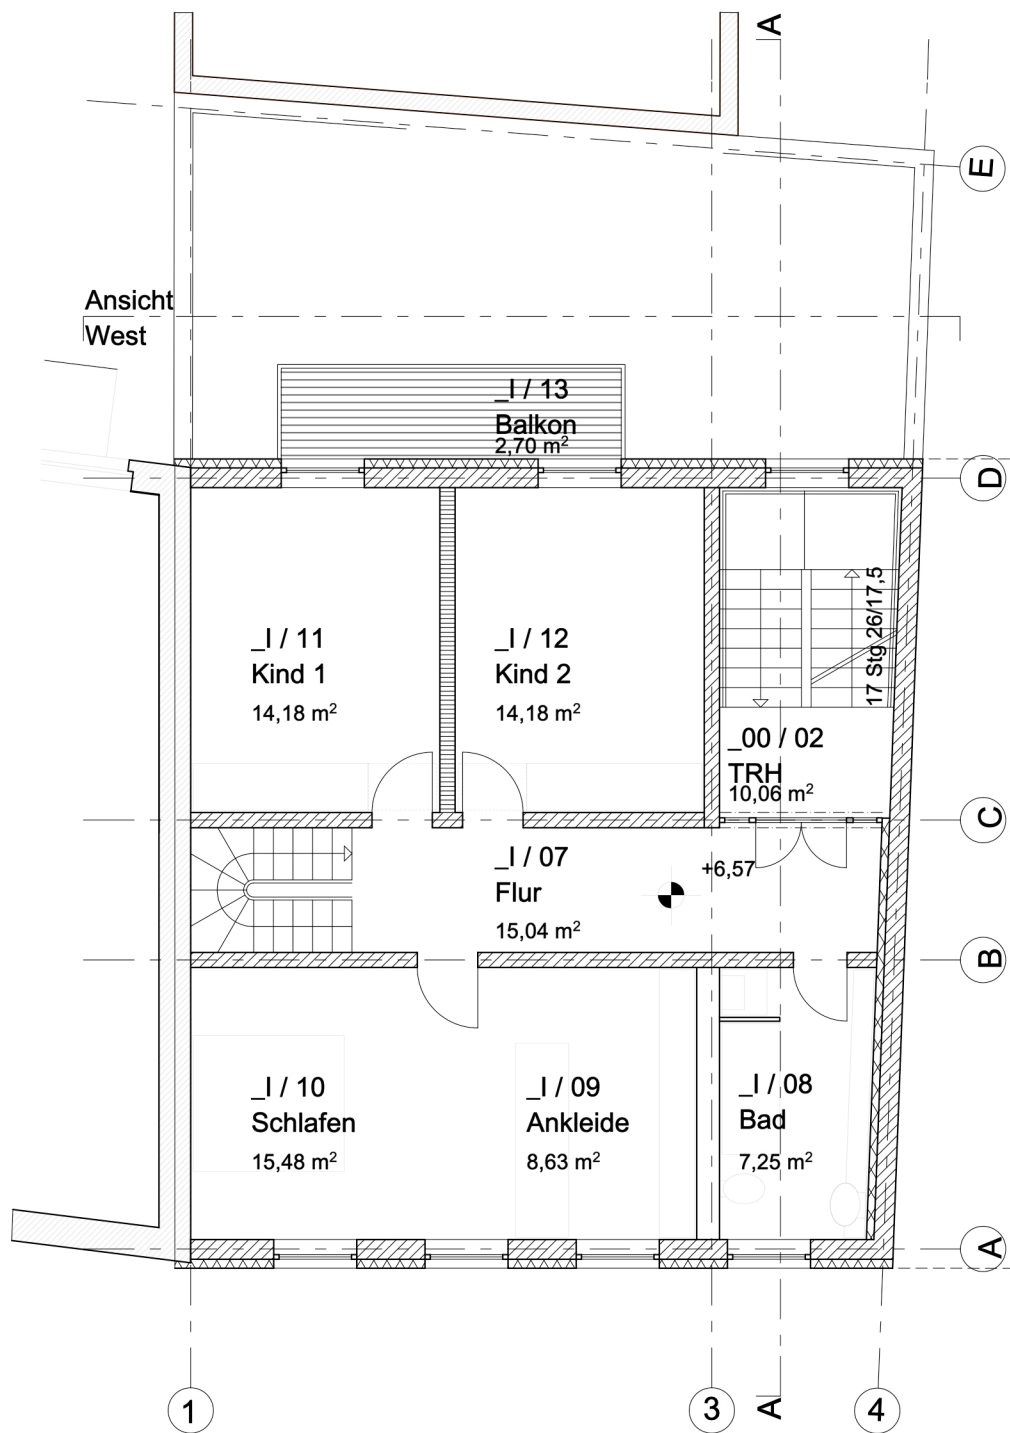 A
E
Ansicht
West
_I / 13
Balkon
2,70 m²
D
_I / 11
Kind 1
14,18 m²
_I / 12
Kind 2
14,18 m²
17 Stg 26/17,5
_00 / 02
TRH
10,06 m²
C
_I / 07
Flur
15,04 m²
+6,57
B
_I / 10
Schlafen
15,48 m²
_I / 09
Ankleide
8,63 m²
_I / 08
Bad
7,25 m²
A
1
3
A
4